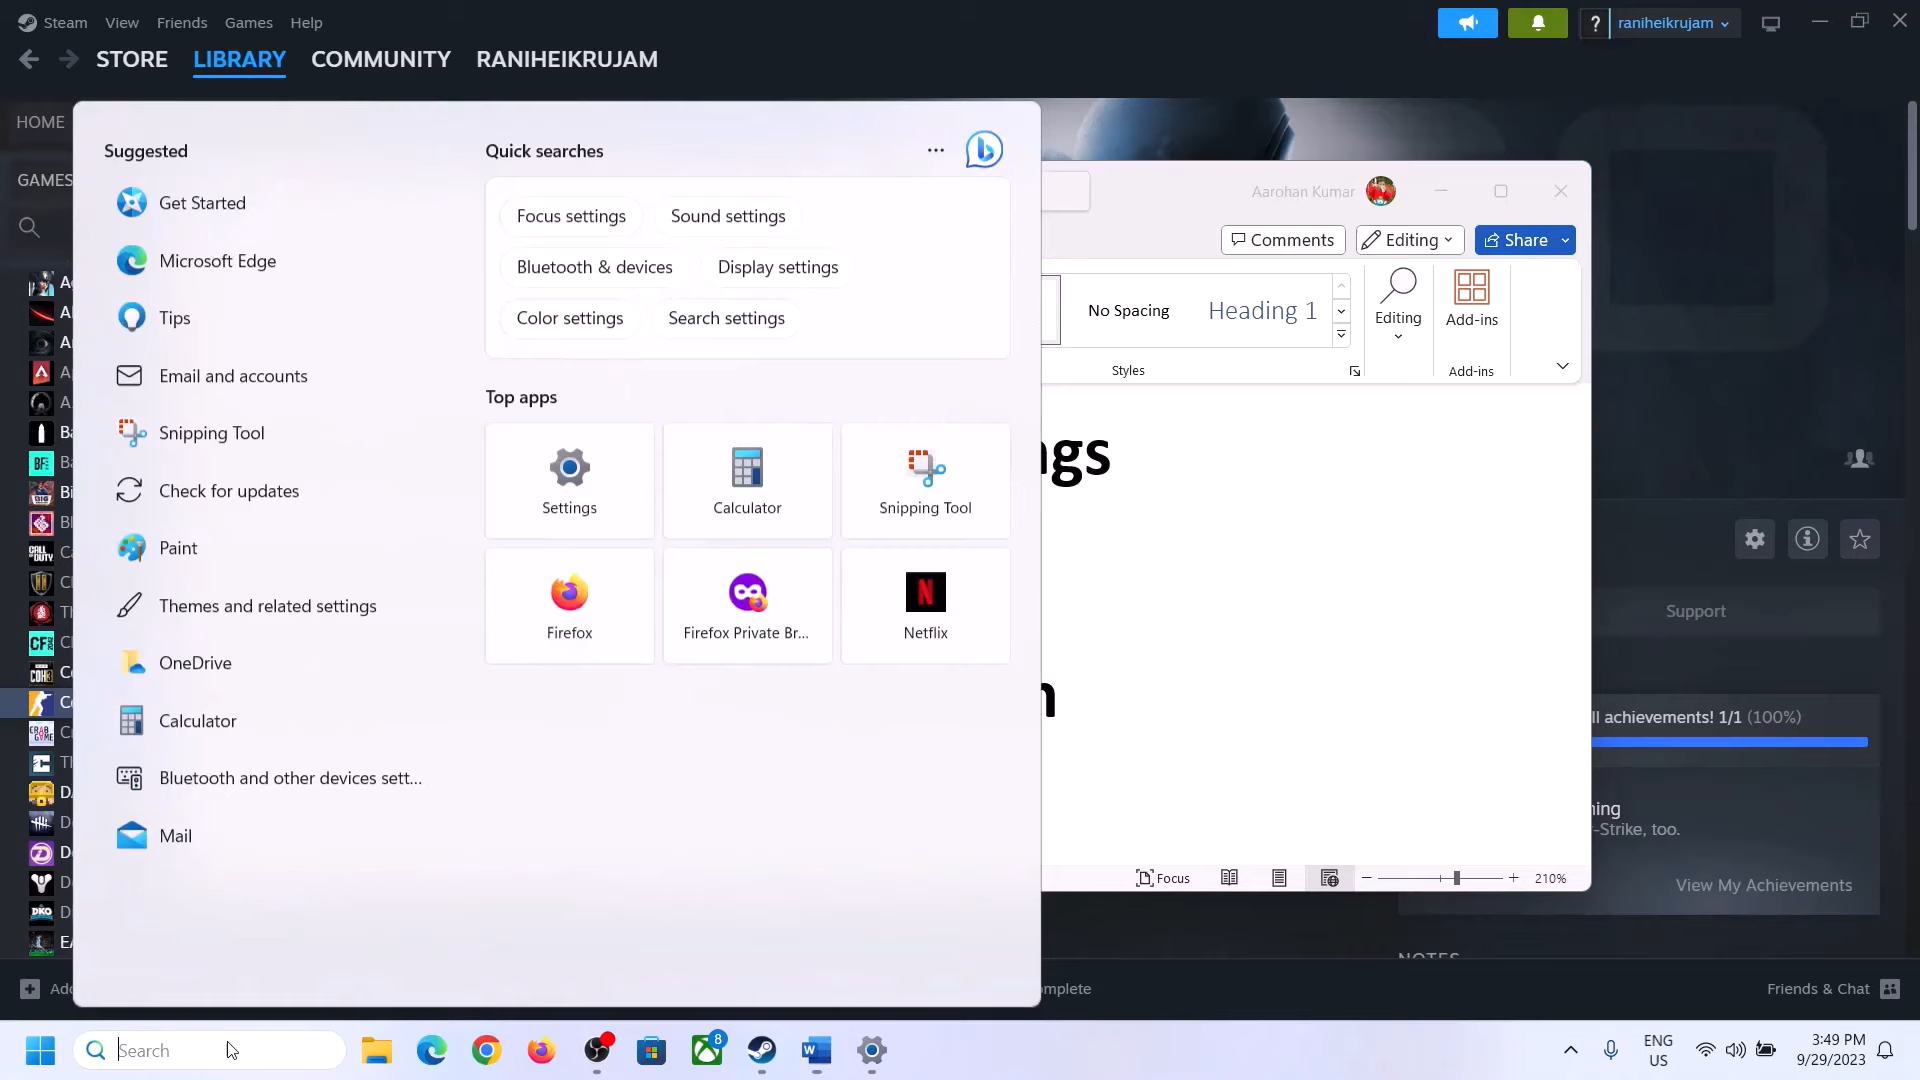 Steam View Friends Games Help
raniheikrujam
STORE LIBRARY COMMUNITY RANIHEIKRUJAM
HOME
GAMES
Suggested
Get Started
Microsoft Edge
Tips
Email and accounts
Snipping Tool
Check for updates
Paint
Themes and related settings
OneDrive
Calculator
Bluetooth and other devices sett...
Mail
Quick searches
Focus settings Sound settings
Bluetooth & devices Display settings
Color settings Search settings
Top apps
Settings Calculator Snipping Tool
Firefox Firefox Private Br... Netflix
Aarohan Kumar
Comments Editing Share
No Spacing Heading 1
Editing Add-ins
Styles Add-ins
ngs
n
Focus 210%
Support
ll achievements! 1/1 (100%)
ning
-Strike, too.
View My Achievements
NOTES
Add
mplete
Friends & Chat
Search
8
ENG
US
3:49 PM
9/29/2023